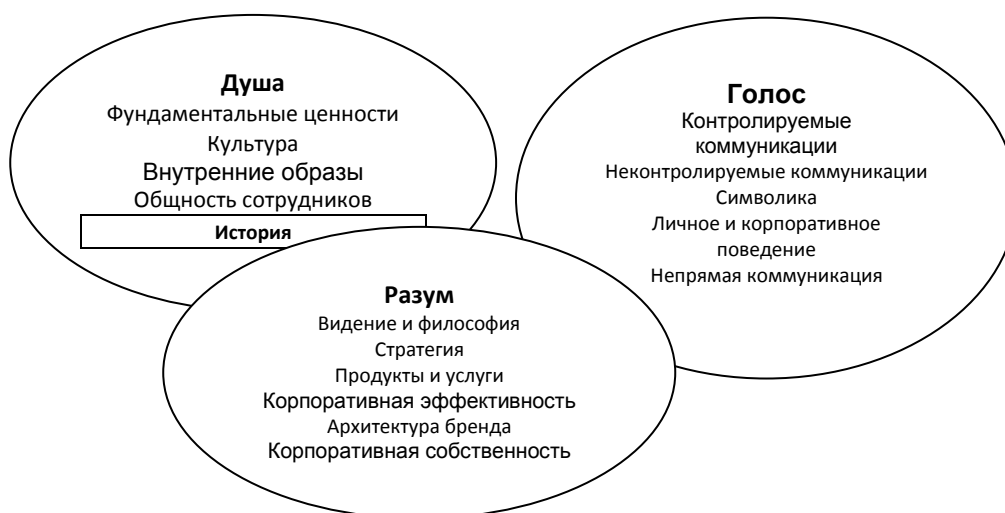 Душа
Фундаментальные ценности
Культура
Внутренние образы
Общность сотрудников
История
Голос
Контролируемые
коммуникации
Неконтролируемые коммуникации
Символика
Личное и корпоративное
поведение
Непрямая коммуникация
Разум
Видение и философия
Стратегия
Продукты и услуги
Корпоративная эффективность
Архитектура бренда
Корпоративная собственность